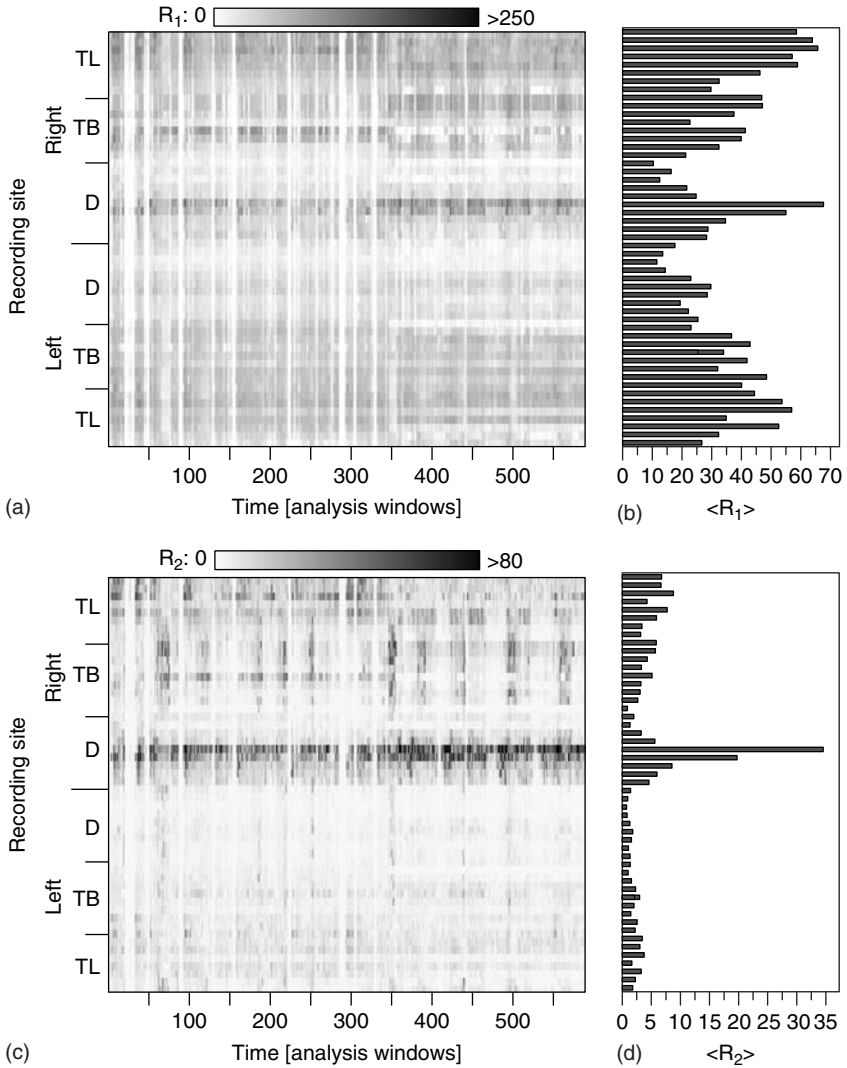 R1: 0 >250
TL
TB
D
D
TB
TL
Right
Left
Recording site
100 200 300 400 500
Time [analysis windows]
(a)
0 10 20 30 40 50 60 70
<R1>
(b)
R2: 0 >80
TL
TB
D
D
TB
TL
Right
Left
Recording site
100 200 300 400 500
Time [analysis windows]
(c)
0 5 10 15 20 25 30 35
<R2>
(d)